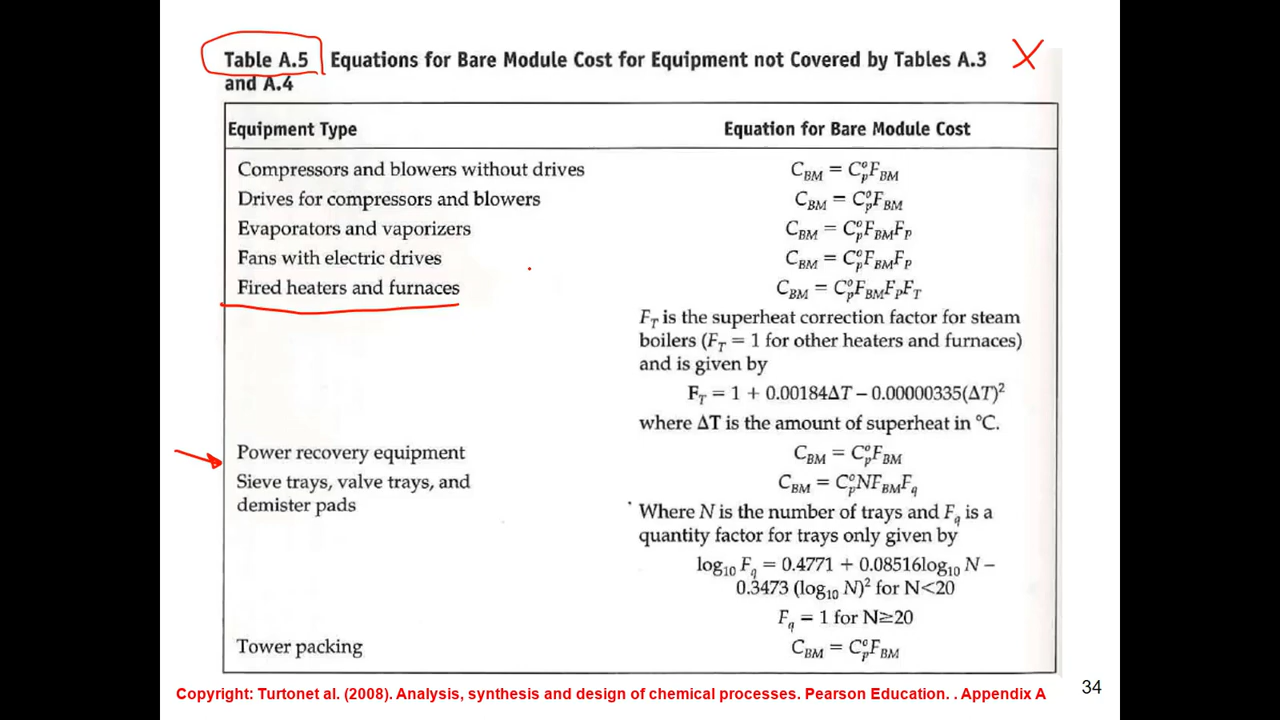 Table A.5 Equations for Bare Module Cost for Equipment not Covered by Tables A.3
and A.4
Equipment Type Equation for Bare Module Cost
Compressors and blowers without drives C_BM = C_p^o F_BM
Drives for compressors and blowers C_BM = C_p^o F_BM
Evaporators and vaporizers C_BM = C_p^o F_BM F_P
Fans with electric drives C_BM = C_p^o F_BM F_P
Fired heaters and furnaces C_BM = C_p^o F_BM F_P F_T
F_T is the superheat correction factor for steam
boilers (F_T = 1 for other heaters and furnaces)
and is given by
F_T = 1 + 0.00184ΔT − 0.00000335(ΔT)²
where ΔT is the amount of superheat in °C.
Power recovery equipment C_BM = C_p^o F_BM
Sieve trays, valve trays, and C_BM = C_p^o N F_BM F_q
demister pads
Where N is the number of trays and F_q is a
quantity factor for trays only given by
log₁₀ F_q = 0.4771 + 0.08516log₁₀ N −
0.3473 (log₁₀ N)² for N<20
F_q = 1 for N≥20
Tower packing C_BM = C_p^o F_BM
Copyright: Turtonet al. (2008). Analysis, synthesis and design of chemical processes. Pearson Education. . Appendix A
34